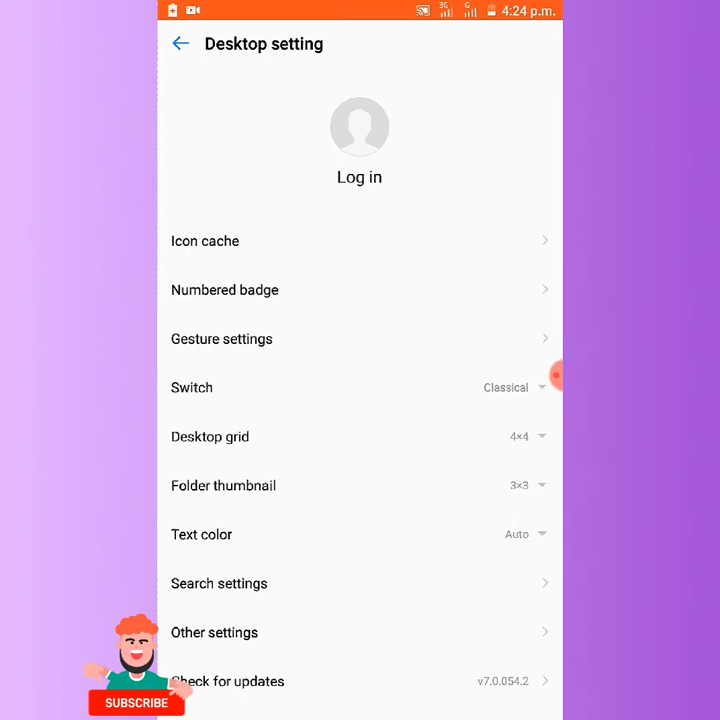 3G G 4:24 p.m.
Desktop setting
Log in
Icon cache
Numbered badge
Gesture settings
Switch Classical
Desktop grid 4×4
Folder thumbnail 3×3
Text color Auto
Search settings
Other settings
Check for updates v7.0.054.2
SUBSCRIBE